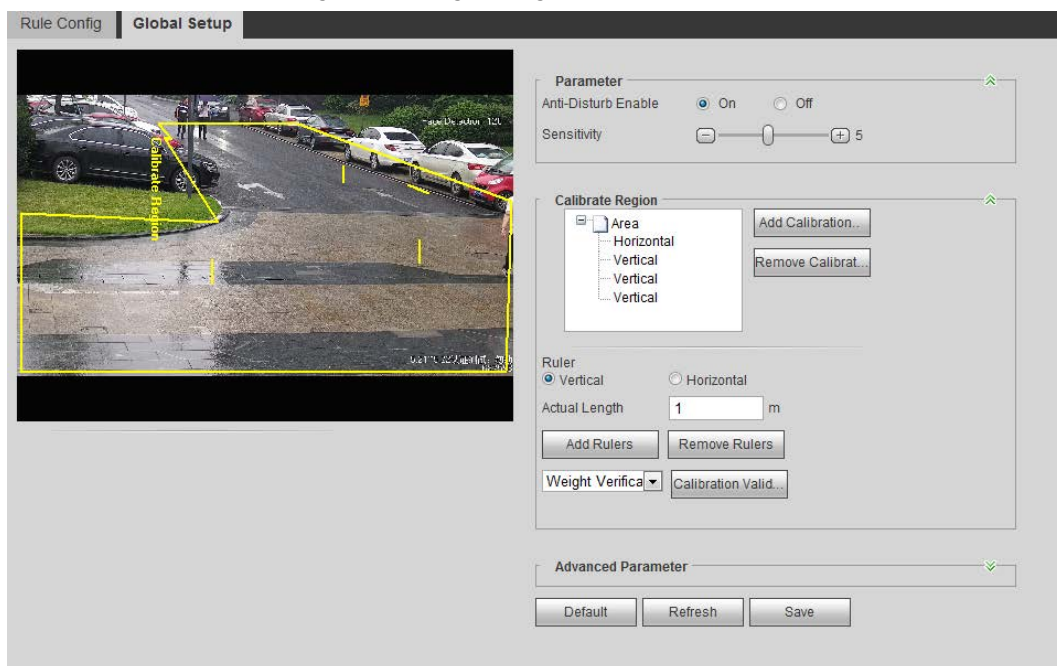 Rule Config
Global Setup
Parameter
Anti-Disturb Enable On Off
Sensitivity 5
Calibrate Region
Calibrate Region
Area
Horizontal
Vertical
Vertical
Vertical
Add Calibration..
Remove Calibrat...
Ruler
Vertical Horizontal
Actual Length 1 m
Add Rulers Remove Rulers
Weight Verifica Calibration Valid...
Advanced Parameter
Default Refresh Save